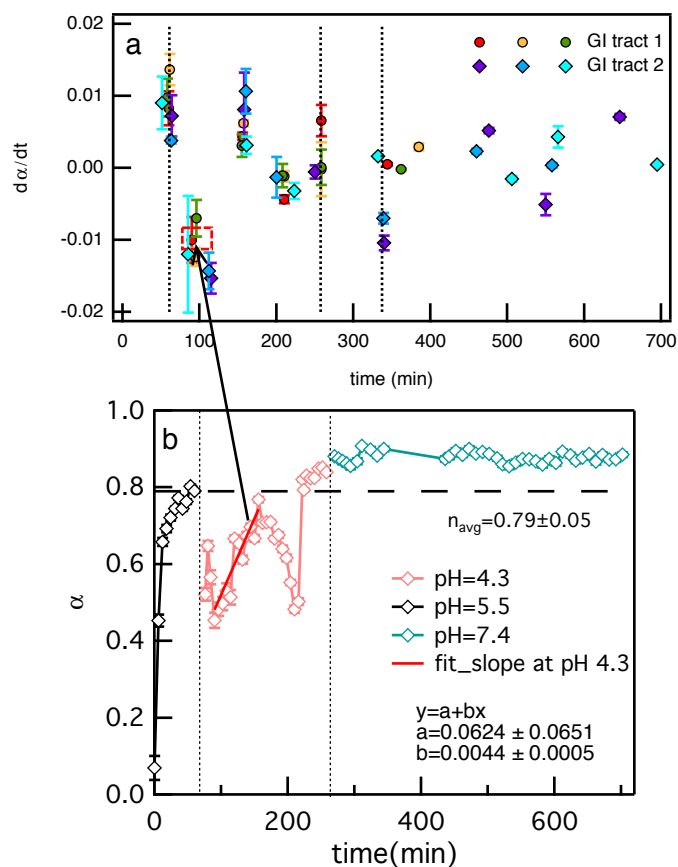 0.02
a
GI tract 1
GI tract 2
0.01
0.00
-0.01
-0.02
dα/dt
0
100
200
300
400
500
600
700
time (min)
1.0
b
0.8
0.6
0.4
0.2
0.0
α
n_avg=0.79±0.05
pH=4.3
pH=5.5
pH=7.4
fit_slope at pH 4.3
y=a+bx
a=0.0624 ± 0.0651
b=0.0044 ± 0.0005
0
200
400
600
time(min)